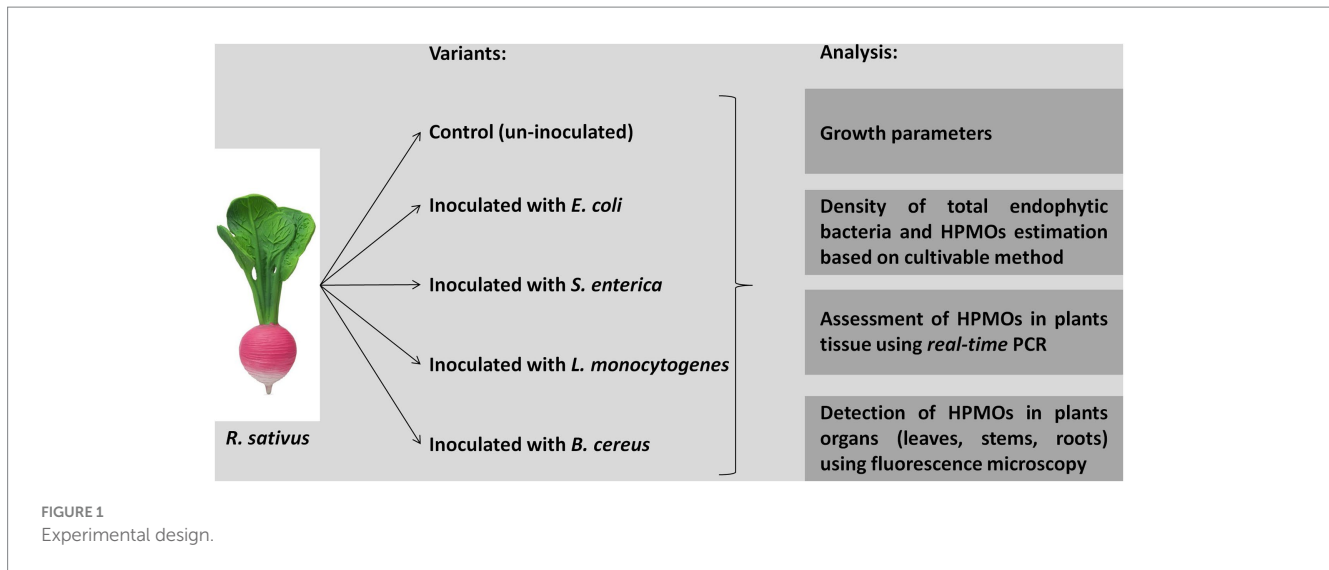 Variants:
Analysis:
Control (un-inoculated)
Inoculated with E. coli
Inoculated with S. enterica
Inoculated with L. monocytogenes
Inoculated with B. cereus
R. sativus
Growth parameters
Density of total endophytic
bacteria and HPMOs estimation
based on cultivable method
Assessment of HPMOs in plants
tissue using real-time PCR
Detection of HPMOs in plants
organs (leaves, stems, roots)
using fluorescence microscopy
FIGURE 1
Experimental design.